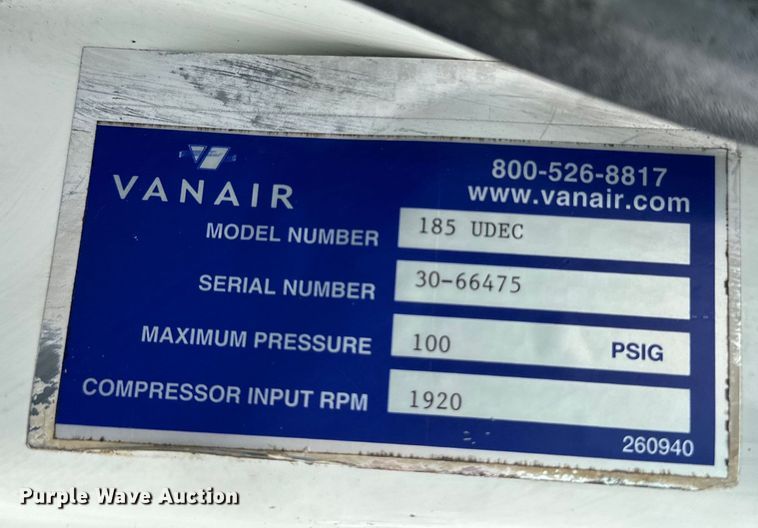 800-526-8817
VANAIR
www.vanair.com
MODEL NUMBER 185 UDEC
SERIAL NUMBER 30-66475
MAXIMUM PRESSURE 100 PSIG
COMPRESSOR INPUT RPM 1920
260940
Purple Wave Auction